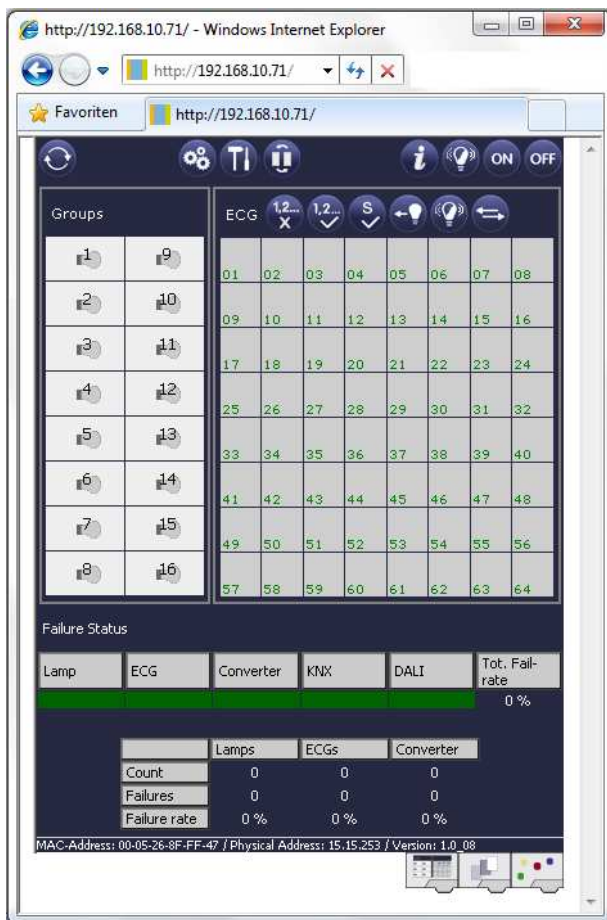 http://192.168.10.71/ - Windows Internet Explorer
http://192.168.10.71/
Favoriten
http://192.168.10.71/
i ON OFF
Groups
ECG 1,2... X 1,2... S
1 9
2 10
3 11
4 12
5 13
6 14
7 15
8 16
01 02 03 04 05 06 07 08
09 10 11 12 13 14 15 16
17 18 19 20 21 22 23 24
25 26 27 28 29 30 31 32
33 34 35 36 37 38 39 40
41 42 43 44 45 46 47 48
49 50 51 52 53 54 55 56
57 58 59 60 61 62 63 64
Failure Status
Lamp ECG Converter KNX DALI Tot. Fail-
rate
0 %
Lamps ECGs Converter
Count 0 0 0
Failures 0 0 0
Failure rate 0 % 0 % 0 %
MAC-Address: 00-05-26-8F-FF-47 / Physical Address: 15.15.253 / Version: 1.0_08